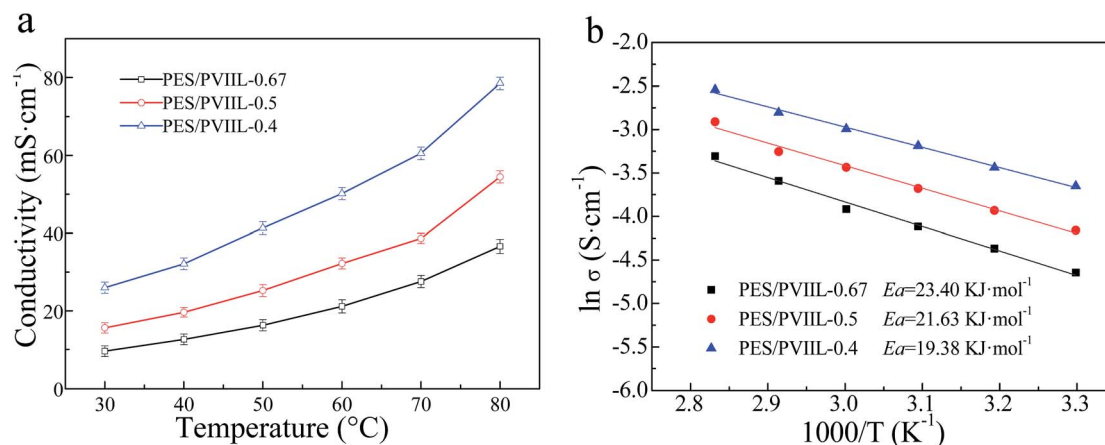 a
Conductivity (mS·cm⁻¹)
80
60
40
20
0
PES/PVIIL-0.67
PES/PVIIL-0.5
PES/PVIIL-0.4
30 40 50 60 70 80
Temperature (°C)
b
ln σ (S·cm⁻¹)
-2.0
-2.5
-3.0
-3.5
-4.0
-4.5
-5.0
-5.5
-6.0
PES/PVIIL-0.67 Ea=23.40 KJ·mol⁻¹
PES/PVIIL-0.5 Ea=21.63 KJ·mol⁻¹
PES/PVIIL-0.4 Ea=19.38 KJ·mol⁻¹
2.8 2.9 3.0 3.1 3.2 3.3
1000/T (K⁻¹)